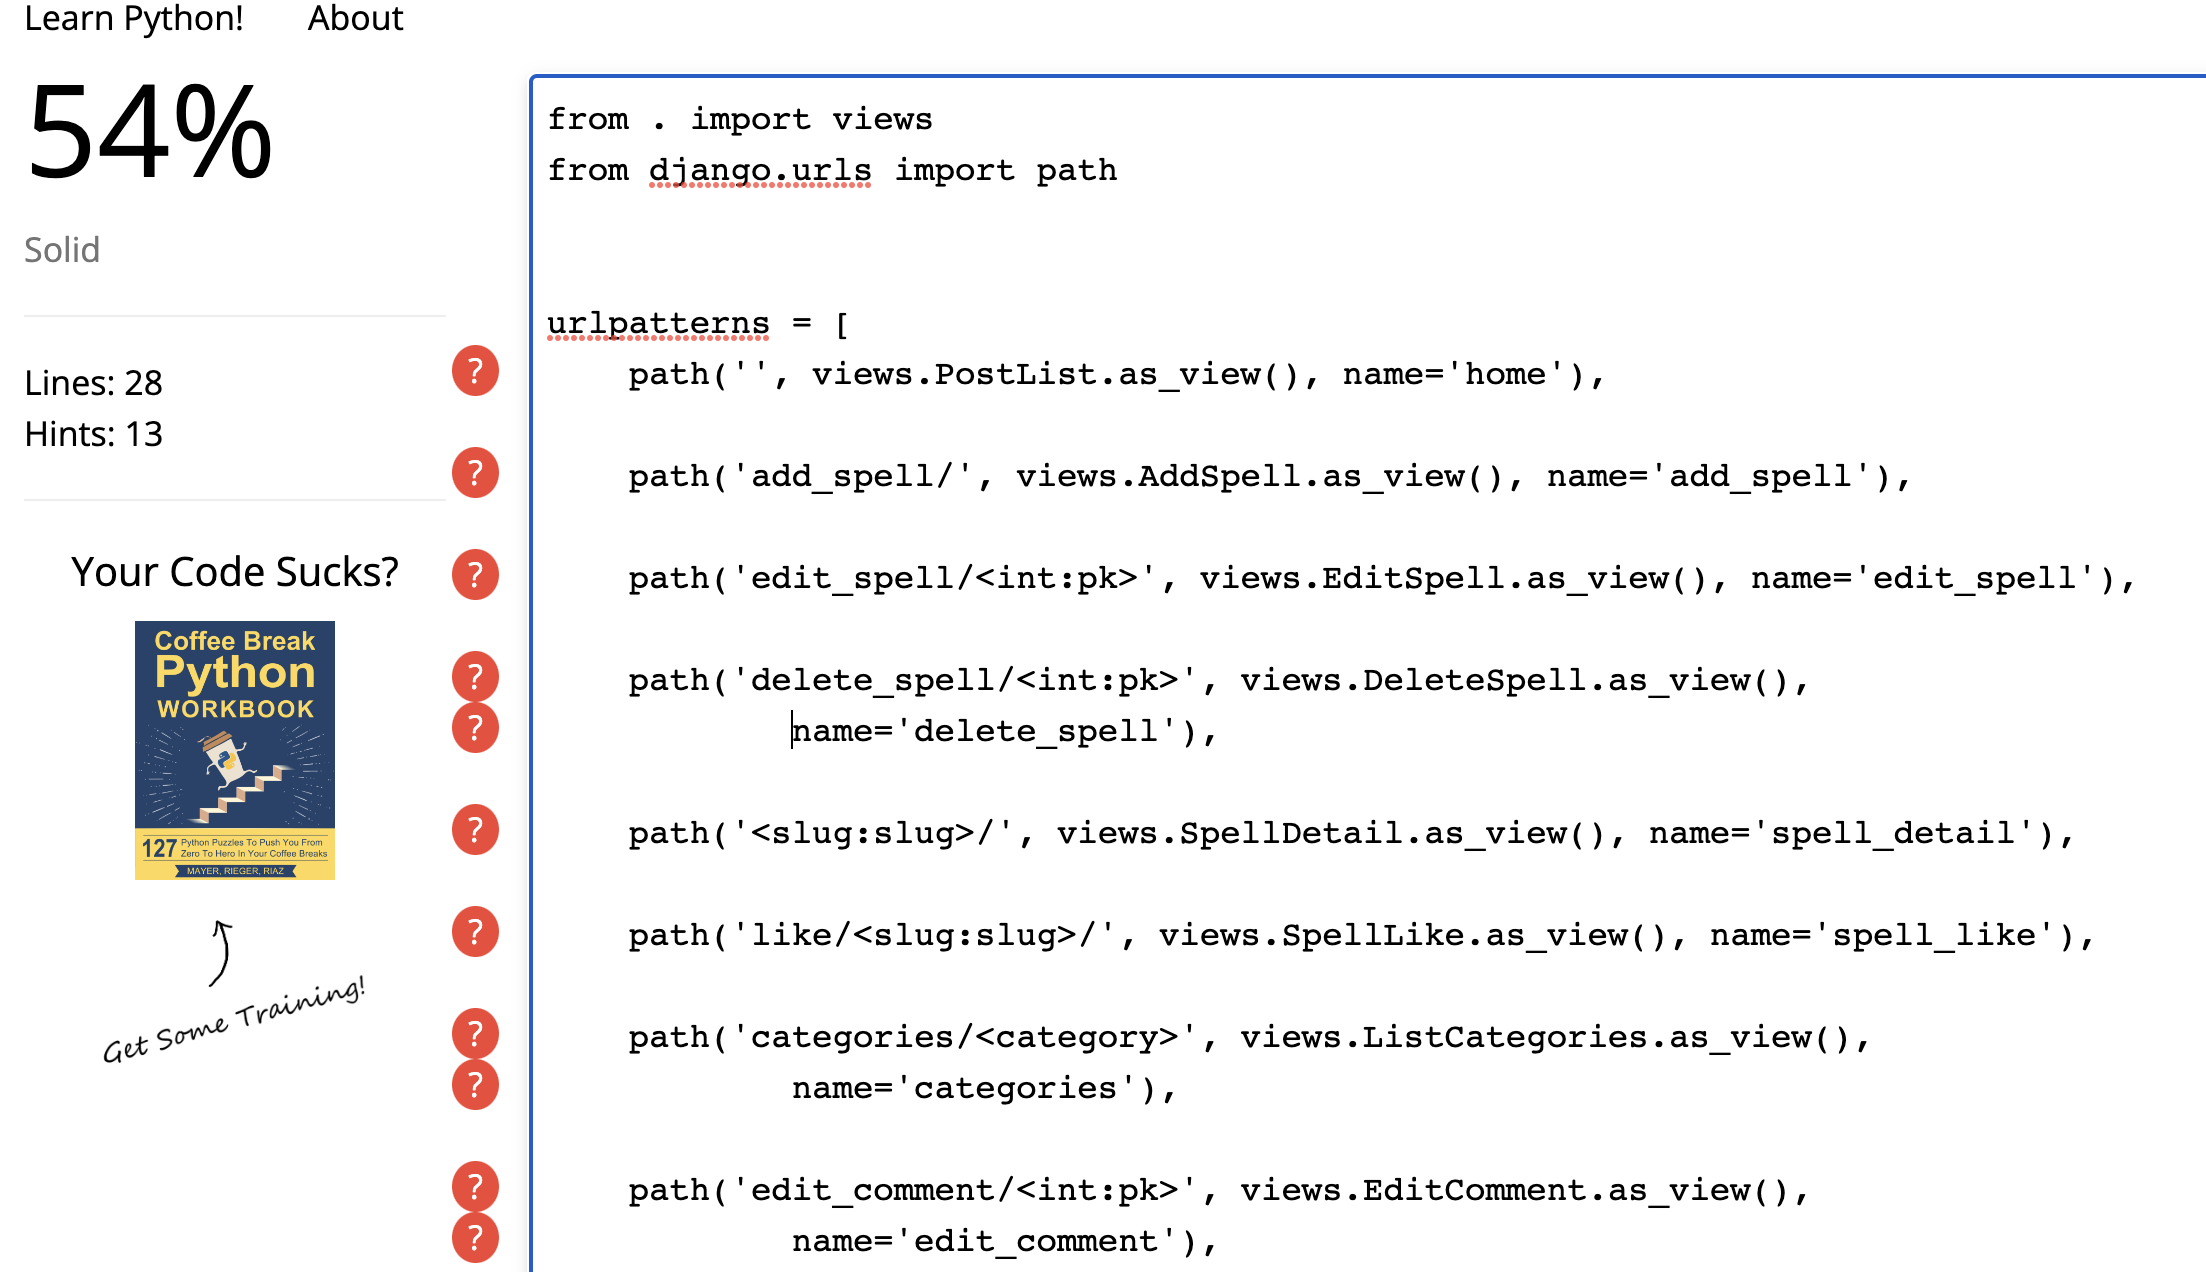 Learn Python! About
54%
Solid
Lines: 28
Hints: 13
Your Code Sucks?
Coffee Break
Python
WORKBOOK
127 Python Puzzles To Push You From
Zero To Hero In Your Coffee Breaks
MAYER, RIEGER, RIAZ
Get Some Training!
from . import views
from django.urls import path
urlpatterns = [
? path('', views.PostList.as_view(), name='home'),
? path('add_spell/', views.AddSpell.as_view(), name='add_spell'),
? path('edit_spell/<int:pk>', views.EditSpell.as_view(), name='edit_spell'),
? path('delete_spell/<int:pk>', views.DeleteSpell.as_view(),
? name='delete_spell'),
? path('<slug:slug>/', views.SpellDetail.as_view(), name='spell_detail'),
? path('like/<slug:slug>/', views.SpellLike.as_view(), name='spell_like'),
? path('categories/<category>', views.ListCategories.as_view(),
? name='categories'),
? path('edit_comment/<int:pk>', views.EditComment.as_view(),
? name='edit_comment'),